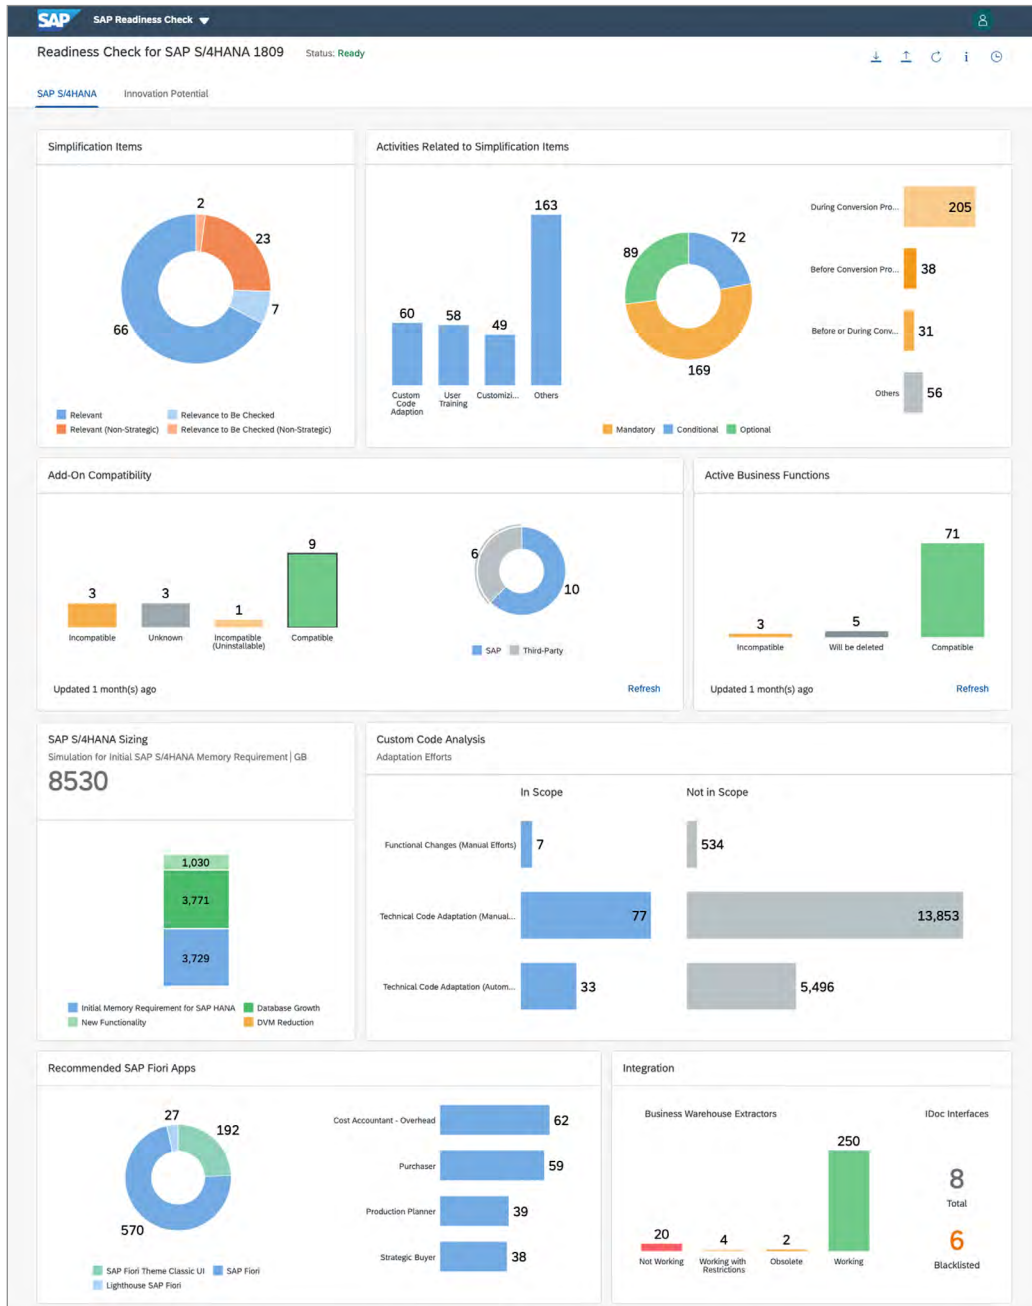 SAP SAP Readiness Check
Readiness Check for SAP S/4HANA 1809 Status: Ready
SAP S/4HANA Innovation Potential
Simplification Items
2
23
7
66
Relevant Relevance to Be Checked
Relevant (Non-Strategic) Relevance to Be Checked (Non-Strategic)
Activities Related to Simplification Items
163
60
58
49
Custom
Code
Adaption
User
Training
Customizi...
Others
89
72
169
Mandatory Conditional Optional
During Conversion Pro... 205
Before Conversion Pro... 38
Before or During Conv... 31
Others 56
Add-On Compatibility
3
3
1
9
Incompatible
Unknown
Incompatible
(Uninstallable)
Compatible
6
10
SAP Third-Party
Updated 1 month(s) ago Refresh
Active Business Functions
71
3
5
Incompatible Will be deleted Compatible
Updated 1 month(s) ago Refresh
SAP S/4HANA Sizing
Simulation for Initial SAP S/4HANA Memory Requirement | GB
8530
1,030
3,771
3,729
Initial Memory Requirement for SAP HANA Database Growth
New Functionality DVM Reduction
Custom Code Analysis
Adaptation Efforts
In Scope Not in Scope
Functional Changes (Manual Efforts) 7 534
Technical Code Adaptation (Manual... 77 13,853
Technical Code Adaptation (Autom... 33 5,496
Recommended SAP Fiori Apps
27
192
570
SAP Fiori Theme Classic UI SAP Fiori
Lighthouse SAP Fiori
Cost Accountant - Overhead 62
Purchaser 59
Production Planner 39
Strategic Buyer 38
Integration
Business Warehouse Extractors
250
20
4
2
Not Working
Working with
Restrictions
Obsolete
Working
IDoc Interfaces
8
Total
6
Blacklisted